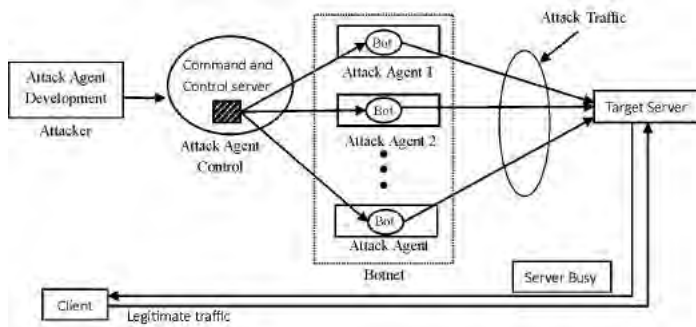 Attack Agent
Development
Attacker
Command and
Control server
Attack Agent
Control
Bot
Attack Agent 1
Bot
Attack Agent 2
Bot
Attack Agent
Botnet
Attack Traffic
Target Server
Server Busy
Client
Legitimate traffic